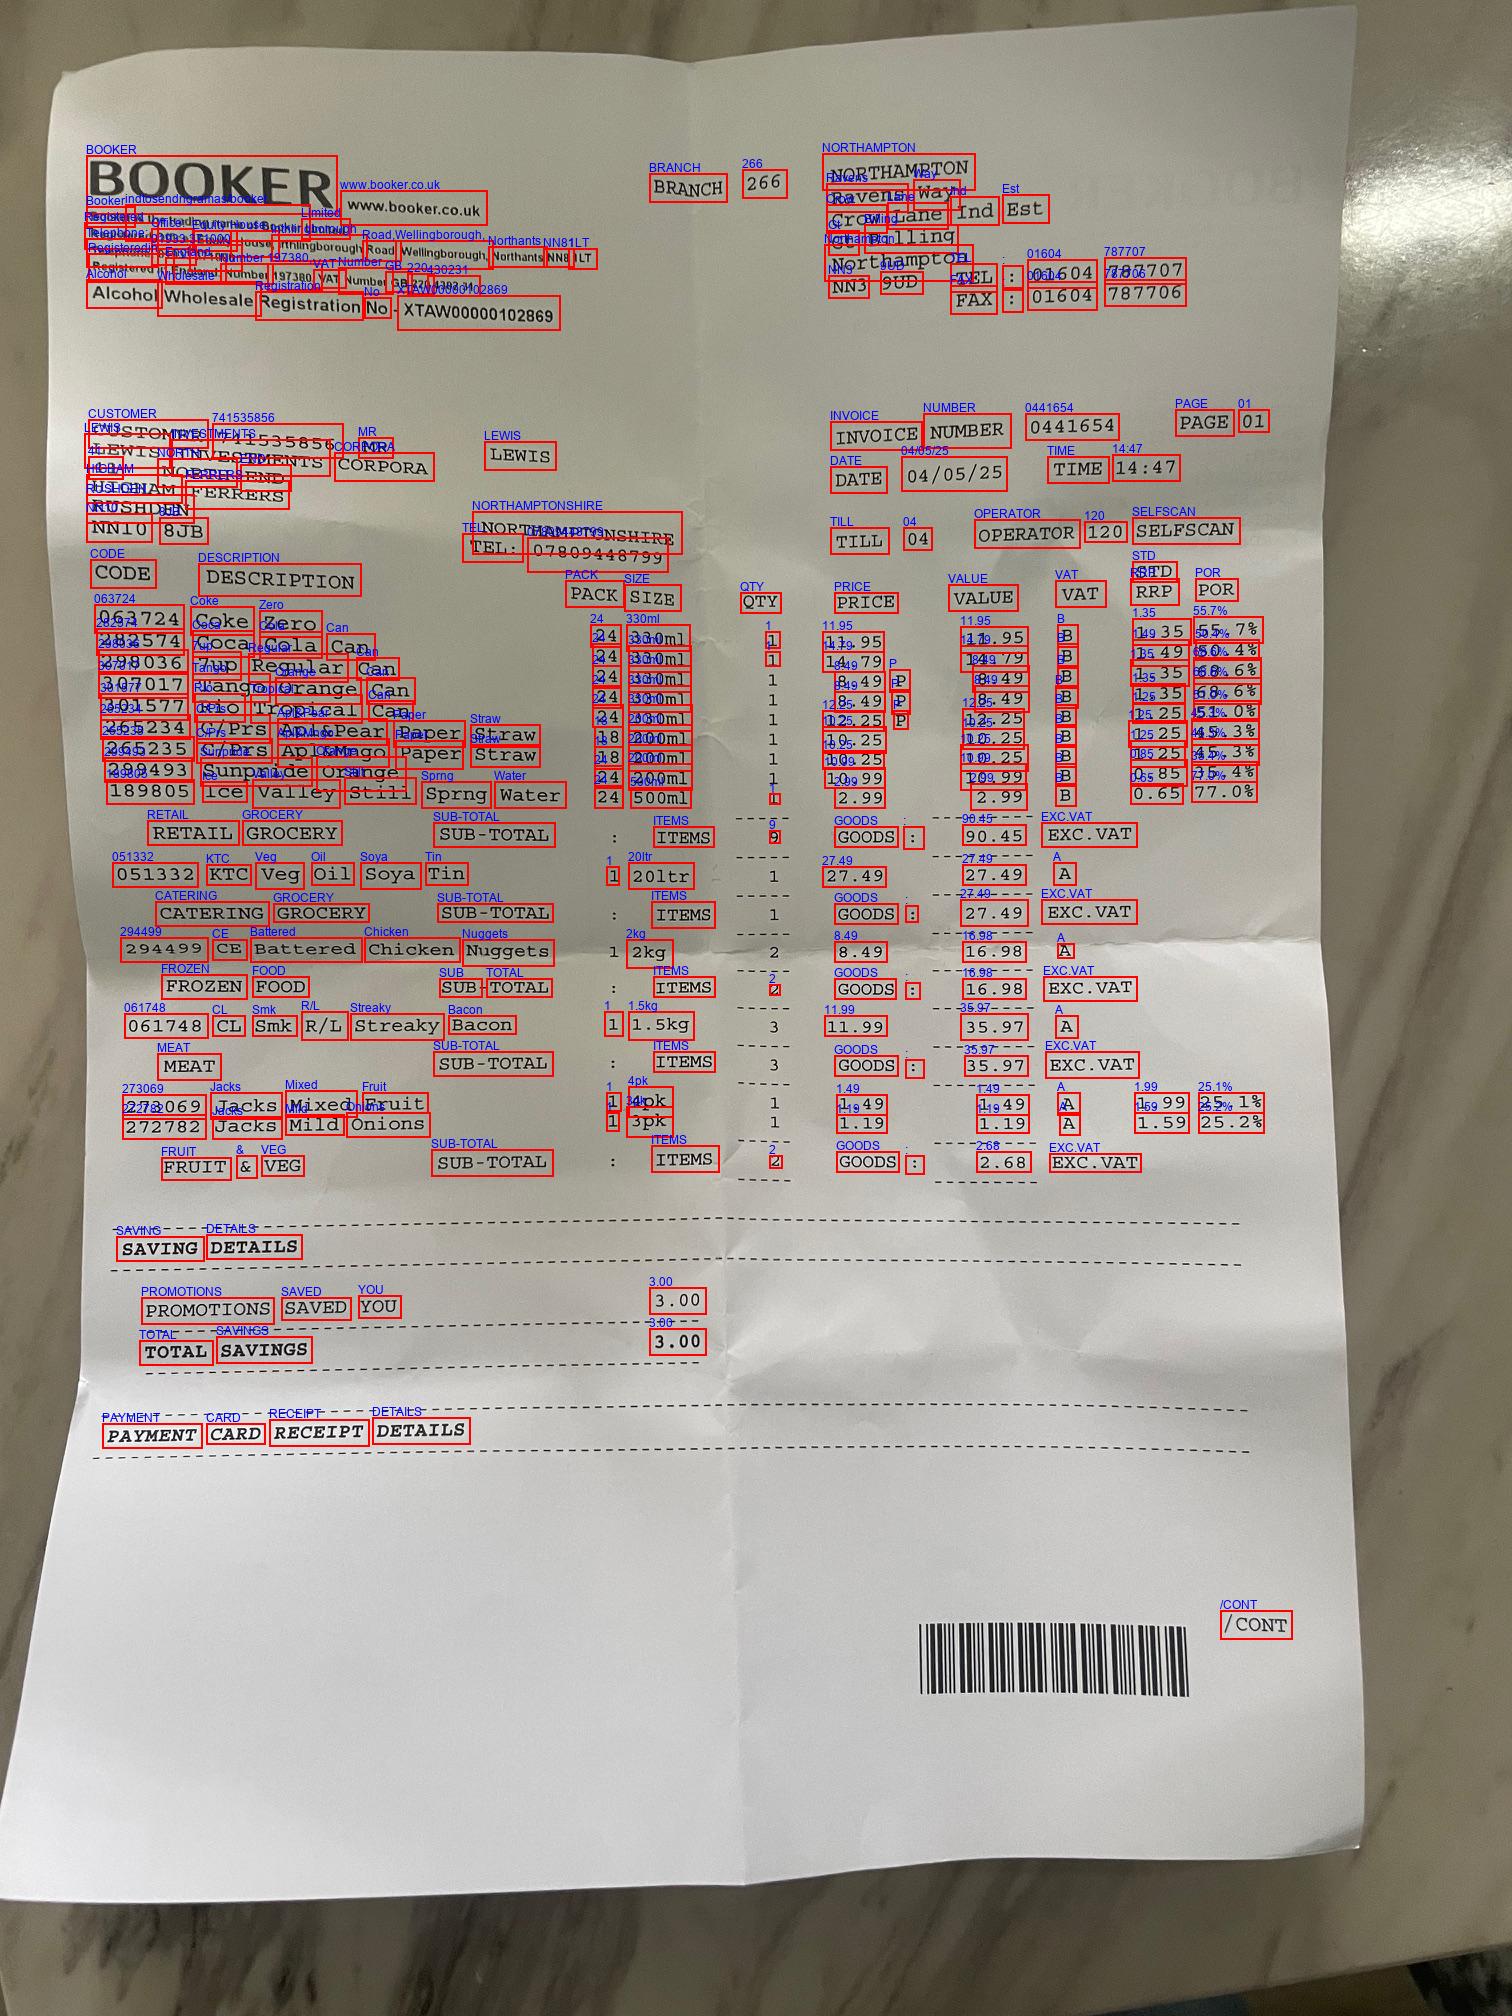 BOOKER www.booker.co.uk BRANCH 266 NORTHAMPTON
Ravens Way
Crow Lane Ind Est
Northampton
NN3 9UD TEL : 01604 787707
FAX : 01604 787706
Booker Limited
Registered Office: Equity House, Irthlingborough Road, Wellingborough, Northants NN8 1LT
Registered in England Number 197380 VAT Number GB 220 4302 31
Alcohol Wholesale Registration No - XTAW00000102869
CUSTOMER 741535856 INVOICE NUMBER 0441654 PAGE 01
LEWIS INVESTMENTS CORPORA MR LEWIS DATE 04/05/25 TIME 14:47
NORTH END
HIGHAM FERRERS
RUSHDEN NORTHAMPTONSHIRE
NN10 8JB TEL: 07809448799 TILL 04 OPERATOR 120 SELFSCAN
CODE DESCRIPTION PACK SIZE QTY PRICE VALUE VAT STD RRP POR
063724 Coke Zero 24 330ml 1 11.95 11.95 B 1.35 55.7%
282574 Coca Cola Can 24 330ml 1 14.79 14.79 B 1.49 50.4%
298036 7up Regular Can 24 330ml 1 8.49 P 8.49 B 1.35 68.6%
307017 Tango Orange Can 24 330ml 1 8.49 P 8.49 B 1.35 68.6%
301577 Rio Tropical Can 24 330ml 1 12.25 P 12.25 B 1.25 51.0%
265234 C/Prs Apl&Pear Paper Straw 18 200ml 1 10.25 10.25 B 1.25 45.3%
265235 C/Prs Apl&Mngo Paper Straw 18 200ml 1 10.25 10.25 B 1.25 45.3%
299493 Sunpride Orange 24 200ml 1 10.99 10.99 B 0.85 35.4%
189805 Ice Valley Still Sprng Water 24 500ml 1 2.99 2.99 B 0.65 77.0%
RETAIL GROCERY SUB-TOTAL : ITEMS 9 GOODS : 90.45 EXC.VAT
051332 KTC Veg Oil Soya Tin 1 20ltr 1 27.49 27.49 A
CATERING GROCERY SUB-TOTAL : ITEMS 1 GOODS : 27.49 EXC.VAT
294499 CE Battered Chicken Nuggets 1 2kg 2 8.49 16.98 A
FROZEN FOOD SUB-TOTAL : ITEMS 2 GOODS : 16.98 EXC.VAT
061748 CL Smk R/L Streaky Bacon 1 1.5kg 3 11.99 35.97 A
MEAT SUB-TOTAL : ITEMS 3 GOODS : 35.97 EXC.VAT
273069 Jacks Mixed Fruit 1 4pk 1 1.49 1.49 A 1.99 25.1%
272782 Jacks Mild Onions 1 3pk 1 1.19 1.19 A 1.59 25.2%
FRUIT & VEG SUB-TOTAL : ITEMS 2 GOODS : 2.68 EXC.VAT
SAVING DETAILS
PROMOTIONS SAVED YOU 3.00
TOTAL SAVINGS 3.00
PAYMENT CARD RECEIPT DETAILS
/CONT